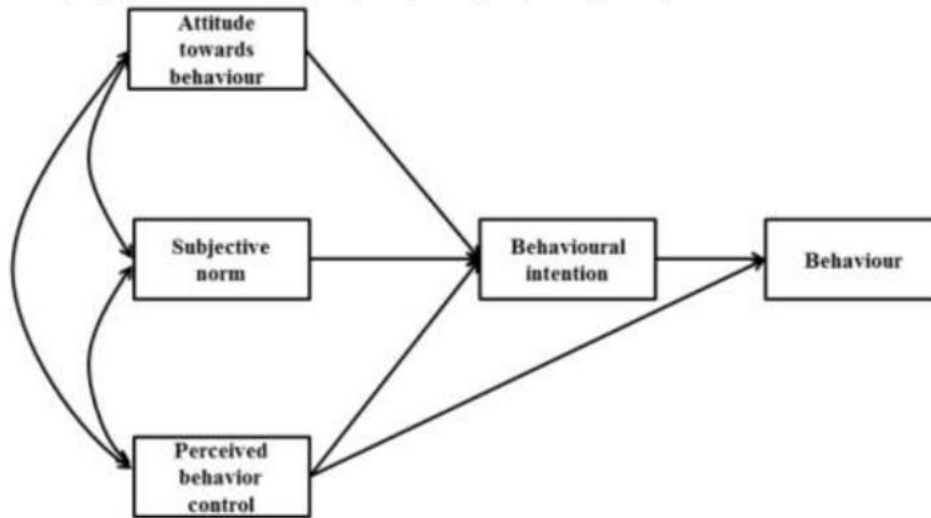 Attitude
towards
behaviour
Subjective
norm
Behavioural
intention
Behaviour
Perceived
behavior
control